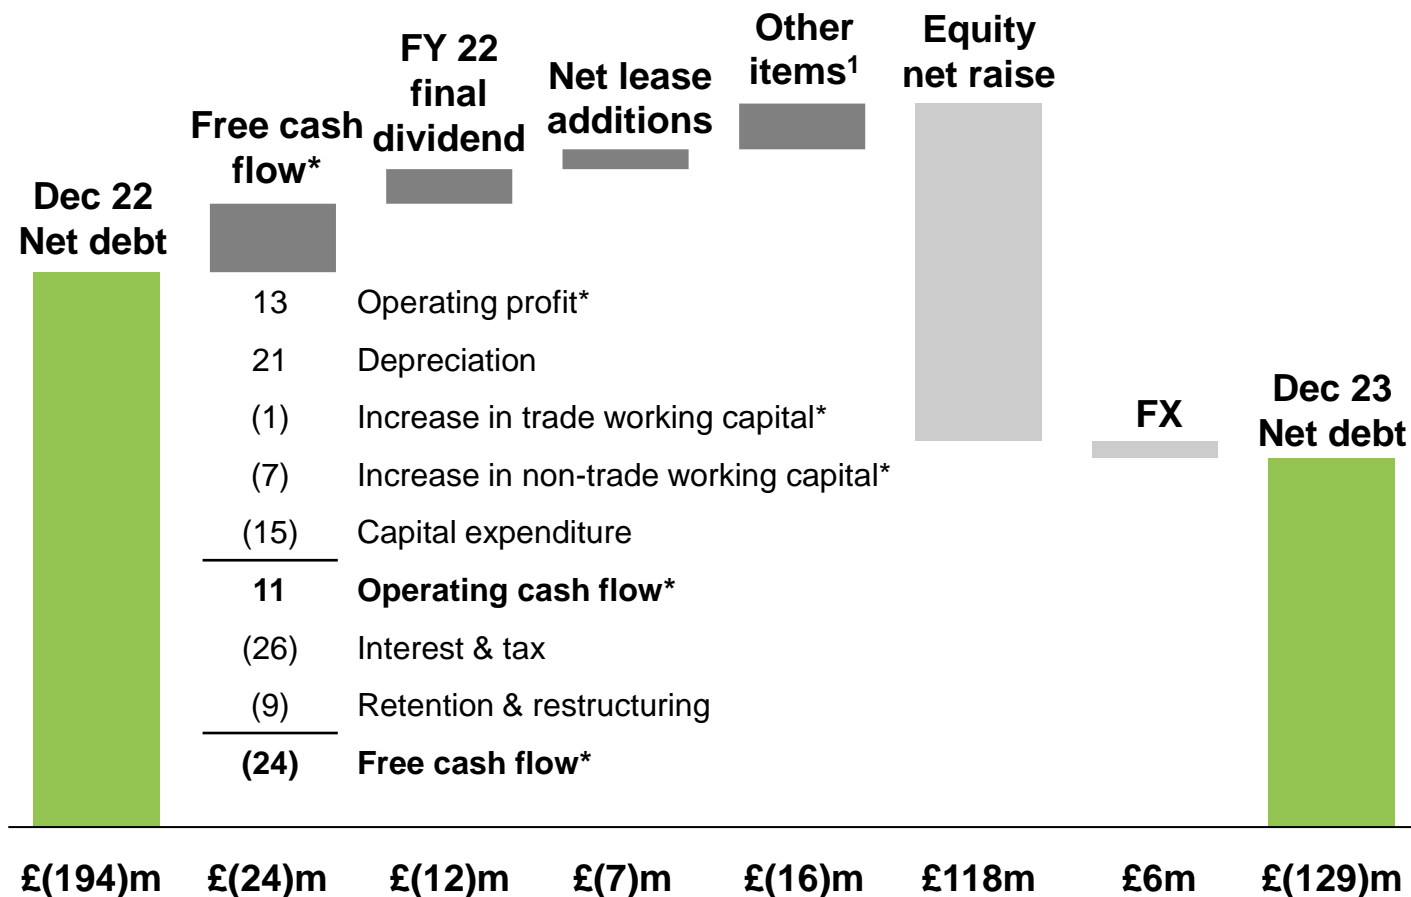 Dec 22
Net debt
Free cash
flow*
FY 22
final
dividend
Net lease
additions
Other
items¹
Equity
net raise
FX
Dec 23
Net debt
13 Operating profit*
21 Depreciation
(1) Increase in trade working capital*
(7) Increase in non-trade working capital*
(15) Capital expenditure
11 Operating cash flow*
(26) Interest & tax
(9) Retention & restructuring
(24) Free cash flow*
£(194)m £(24)m £(12)m £(7)m £(16)m £118m £6m £(129)m